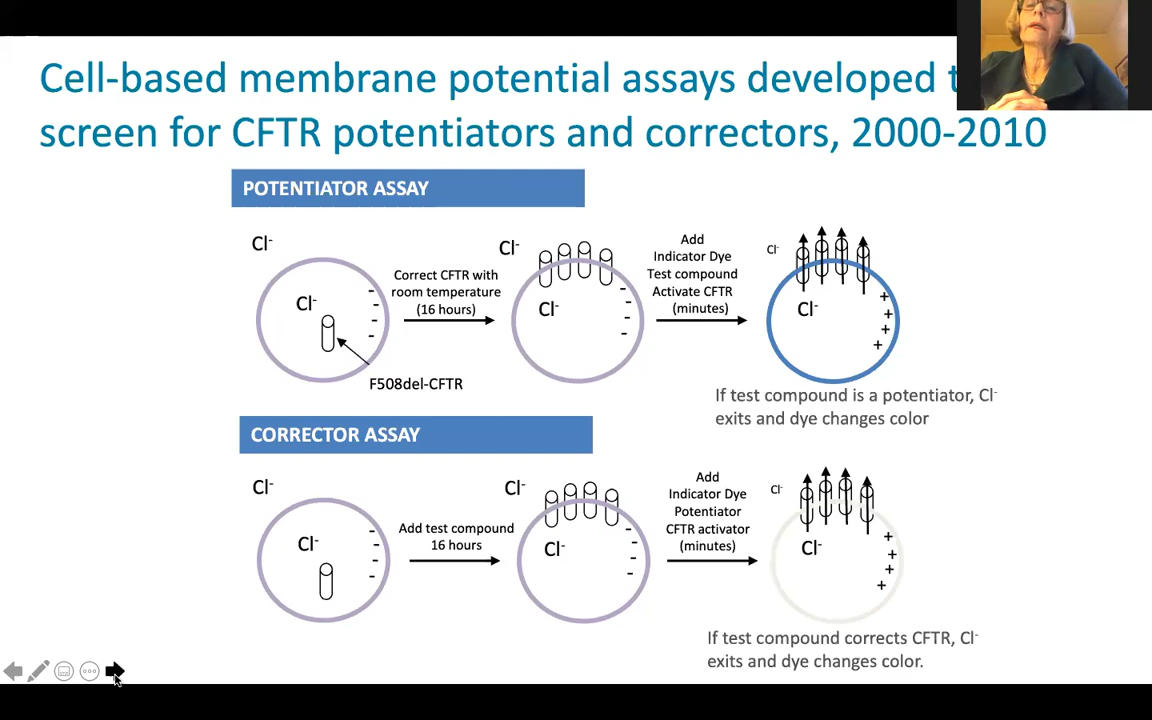 Cell-based membrane potential assays developed
screen for CFTR potentiators and correctors, 2000-2010
POTENTIATOR ASSAY
Cl-
Cl-
F508del-CFTR
Correct CFTR with
room temperature
(16 hours)
Cl-
Cl-
Add
Indicator Dye
Test compound
Activate CFTR
(minutes)
Cl-
Cl-
- - - -
- - - -
+ + + +
If test compound is a potentiator, Cl-
exits and dye changes color
CORRECTOR ASSAY
Cl-
Cl-
Add test compound
16 hours
Cl-
Cl-
Add
Indicator Dye
Potentiator
CFTR activator
(minutes)
Cl-
Cl-
- - - -
- - - -
+ + + +
If test compound corrects CFTR, Cl-
exits and dye changes color.